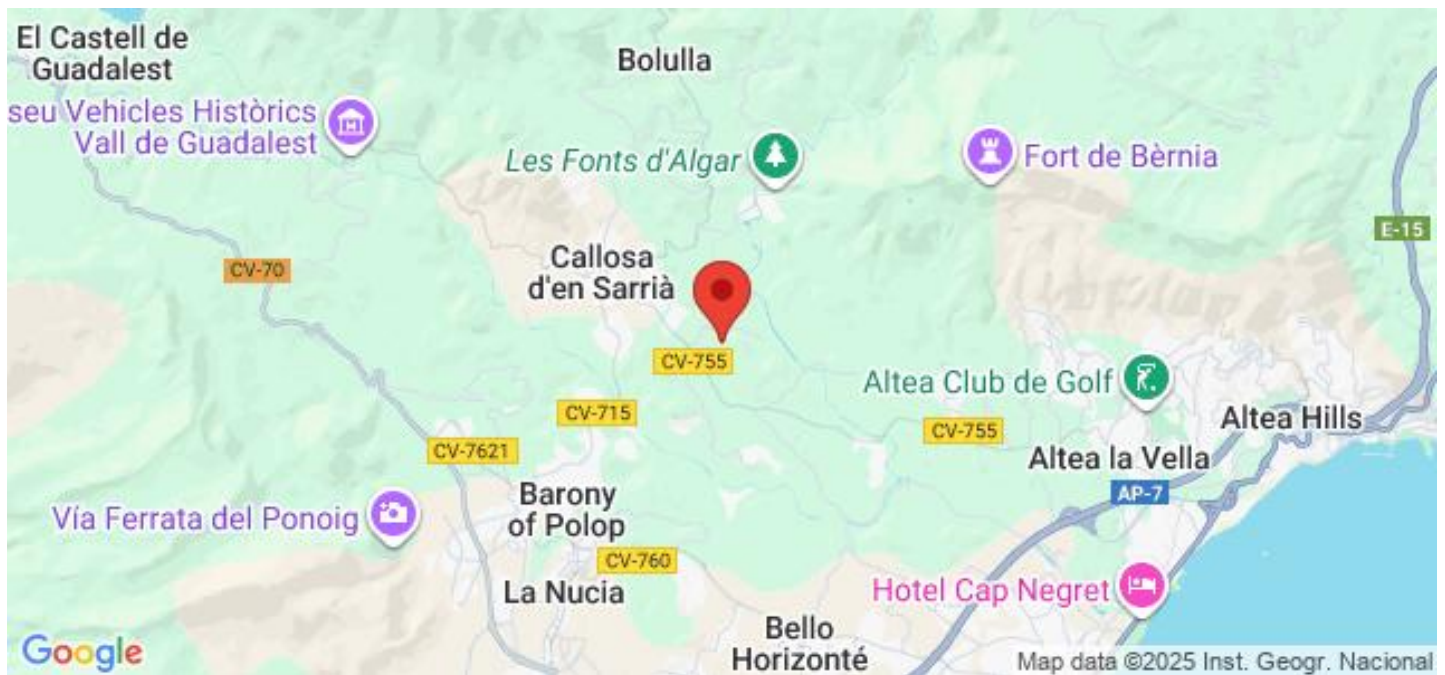 El Castell de
Guadalest
Bolulla
seu Vehicles Històrics
Vall de Guadalest
Les Fonts d'Algar
Fort de Bèrnia
E-15
Callosa
d'en Sarrià
CV-70
CV-755
Altea Club de Golf
CV-715
CV-755
Altea Hills
CV-7621
Altea la Vella
AP-7
Barony
of Polop
Vía Ferrata del Ponoig
CV-760
La Nucia
Hotel Cap Negret
Bello
Horizonté
Google
Map data ©2025 Inst. Geogr. Nacional